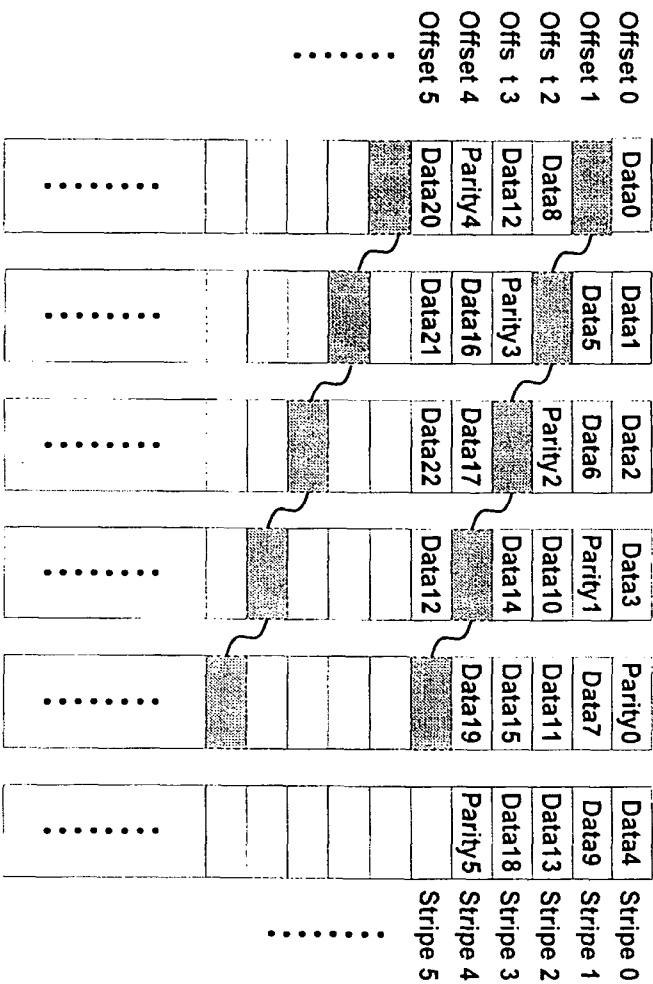 Offset 0 Data0 Data1 Data2 Data3 Parity0 Data4 Stripe 0
Offset 1 Data5 Data6 Parity1 Data7 Data9 Stripe 1
Offs t 2 Data8 Parity2 Data10 Data11 Data13 Stripe 2
Offs t 3 Data12 Parity3 Data14 Data15 Data18 Stripe 3
Offset 4 Parity4 Data16 Data17 Data19 Parity5 Stripe 4
Offset 5 Data20 Data21 Data22 Data12 Stripe 5